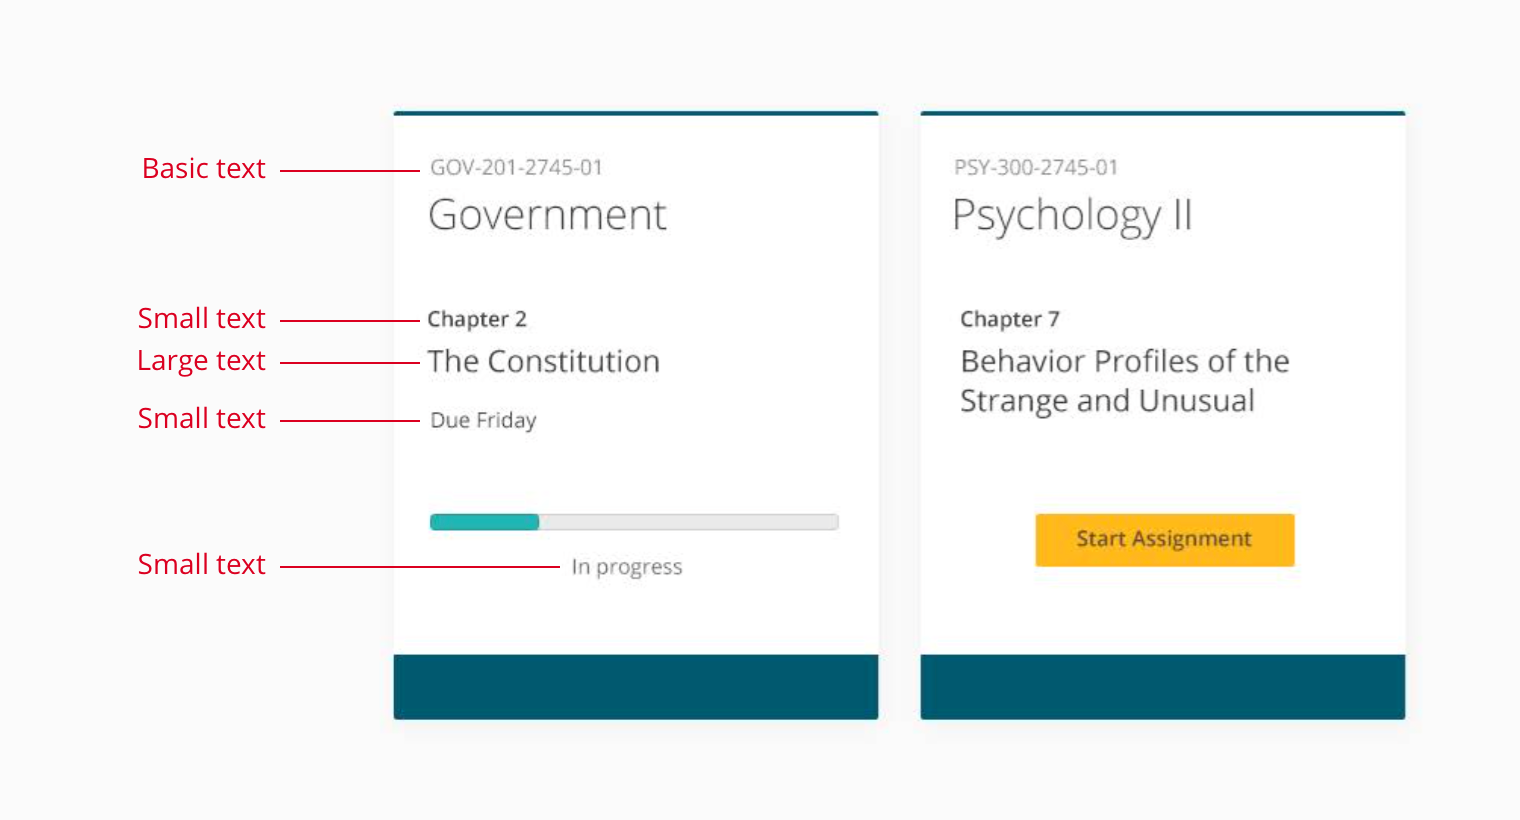 Basic text
GOV-201-2745-01
Government
Small text
Chapter 2
Large text
The Constitution
Small text
Due Friday
Small text
In progress
PSY-300-2745-01
Psychology II
Chapter 7
Behavior Profiles of the
Strange and Unusual
Start Assignment